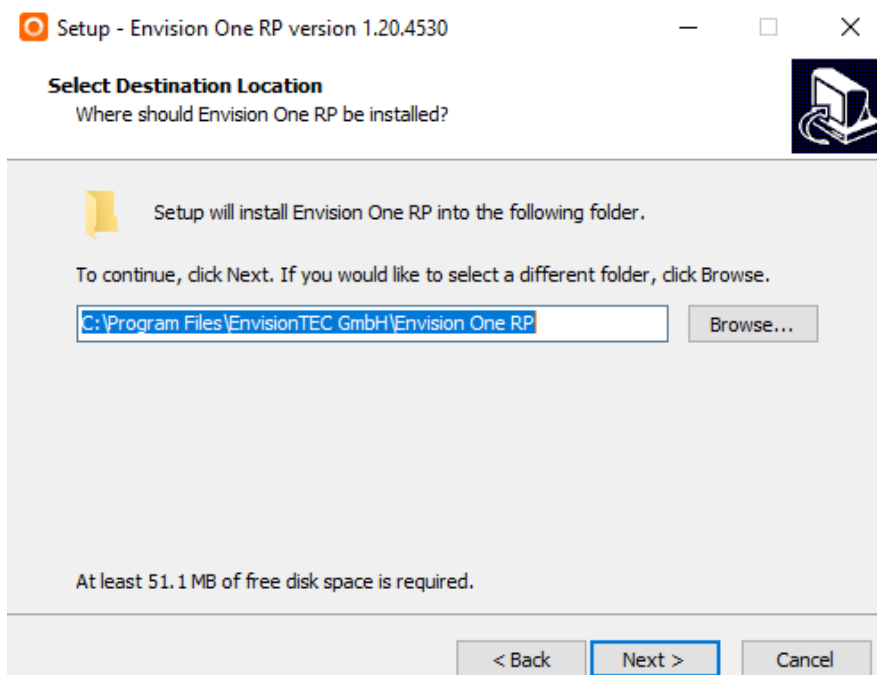 Setup - Envision One RP version 1.20.4530
Select Destination Location
Where should Envision One RP be installed?
Setup will install Envision One RP into the following folder.
To continue, click Next. If you would like to select a different folder, click Browse.
C:\Program Files\EnvisionTEC GmbH\Envision One RP
Browse...
At least 51.1 MB of free disk space is required.
< Back
Next >
Cancel